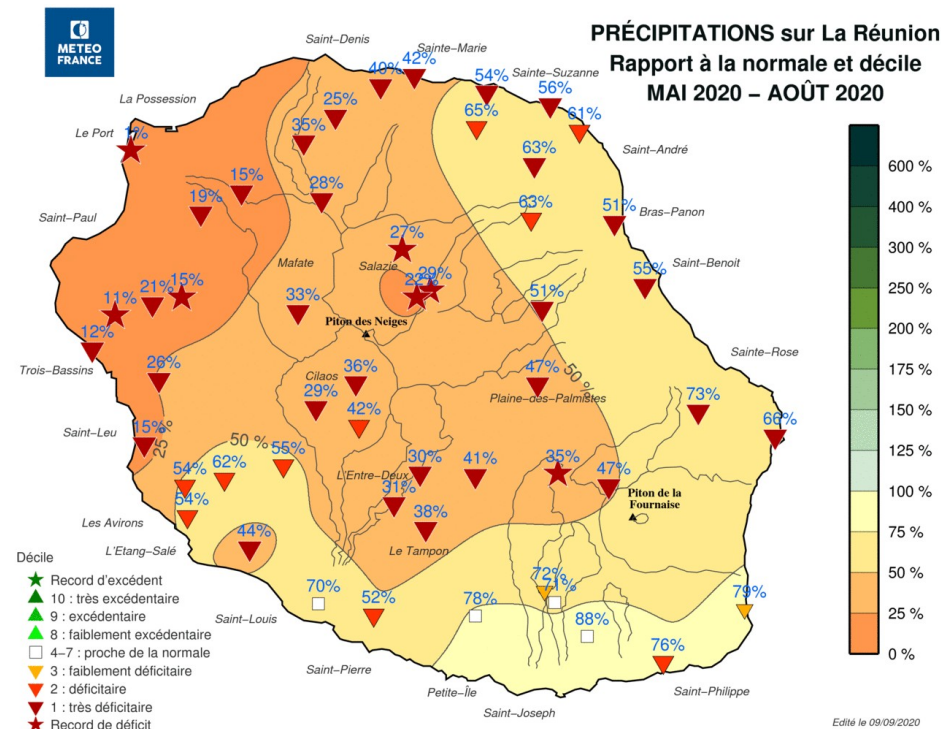 METEO
FRANCE
PRÉCIPITATIONS sur La Réunion
Rapport à la normale et décile
MAI 2020 – AOÛT 2020
Saint–Denis
Sainte–Marie
42%
40%
54%
Sainte–Suzanne
56%
La Possession
25%
65%
61%
Le Port
1%
35%
63%
Saint–André
15%
28%
19%
63%
51%
Bras–Panon
Saint–Paul
27%
Mafate
Salazie
29%
22%
55%
Saint–Benoit
11%
21%
15%
33%
51%
Piton des Neiges
12%
Trois–Bassins
26%
Cilaos
36%
29%
42%
47%
50 %
Plaine–des–Palmistes
Sainte–Rose
73%
66%
Saint–Leu
15%
25 %
50 %
54%
62%
55%
L'Entre–Deux
30%
41%
35%
47%
31%
54%
38%
Piton de la
Fournaise
Les Avirons
L'Etang–Salé
44%
Le Tampon
70%
52%
78%
72%
71%
88%
79%
76%
Saint–Louis
Saint–Pierre
Petite–Île
Saint–Joseph
Saint–Philippe
600 %
400 %
300 %
250 %
200 %
175 %
150 %
125 %
100 %
75 %
50 %
25 %
0 %
Décile
Record d'excédent
10 : très excédentaire
9 : excédentaire
8 : faiblement excédentaire
4–7 : proche de la normale
3 : faiblement déficitaire
2 : déficitaire
1 : très déficitaire
Record de déficit
Edité le 09/09/2020